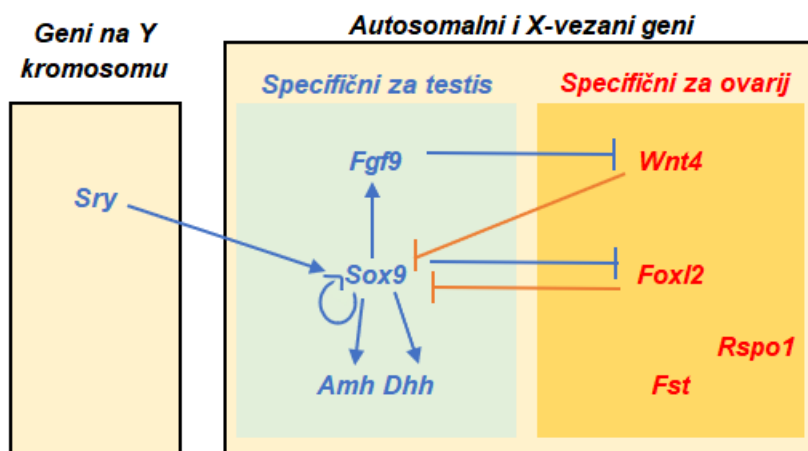 Geni na Y
kromosomu
Autosomalni i X-vezani geni
Specifični za testis
Specifični za ovarij
Fgf9
Wnt4
Sry
Sox9
Foxl2
Rspo1
Amh Dhh
Fst